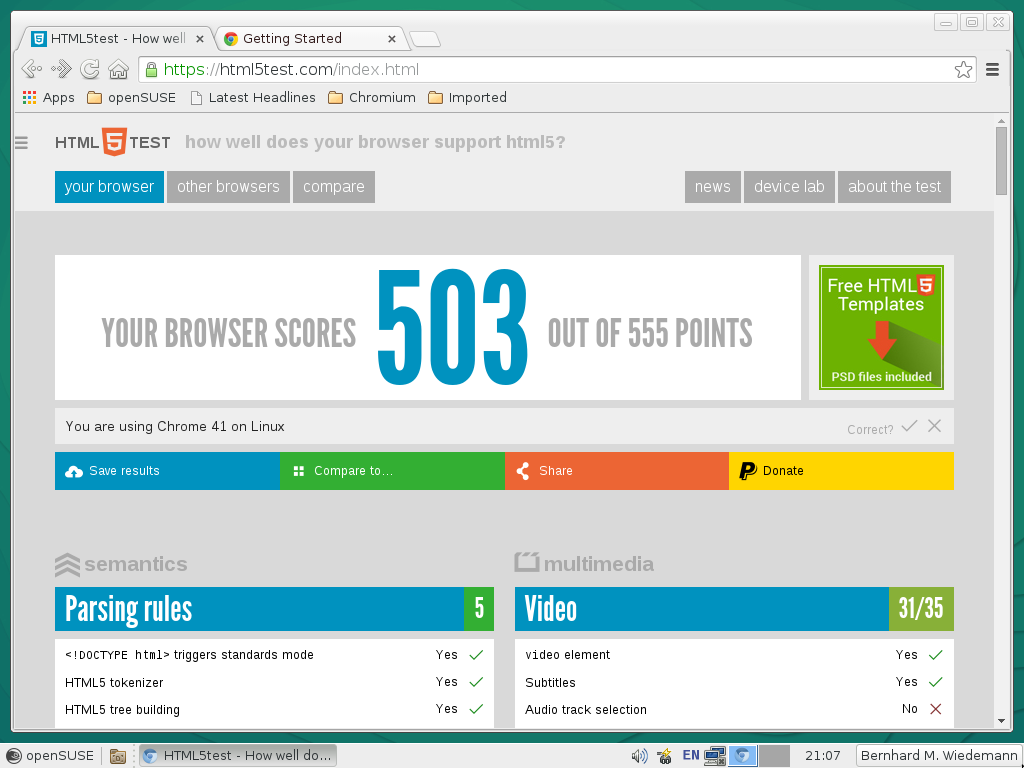 HTML5test - How well
Getting Started
https://html5test.com/index.html
Apps openSUSE Latest Headlines Chromium Imported
HTML 5 TEST how well does your browser support html5?
your browser other browsers compare news device lab about the test
YOUR BROWSER SCORES 503 OUT OF 555 POINTS
Free HTML5
Templates
PSD files included
You are using Chrome 41 on Linux
Correct?
Save results Compare to... Share Donate
semantics
Parsing rules 5
<!DOCTYPE html> triggers standards mode Yes
HTML5 tokenizer Yes
HTML5 tree building Yes
multimedia
Video 31/35
video element Yes
Subtitles Yes
Audio track selection No
openSUSE HTML5test - How well do... EN 21:07 Bernhard M. Wiedemann